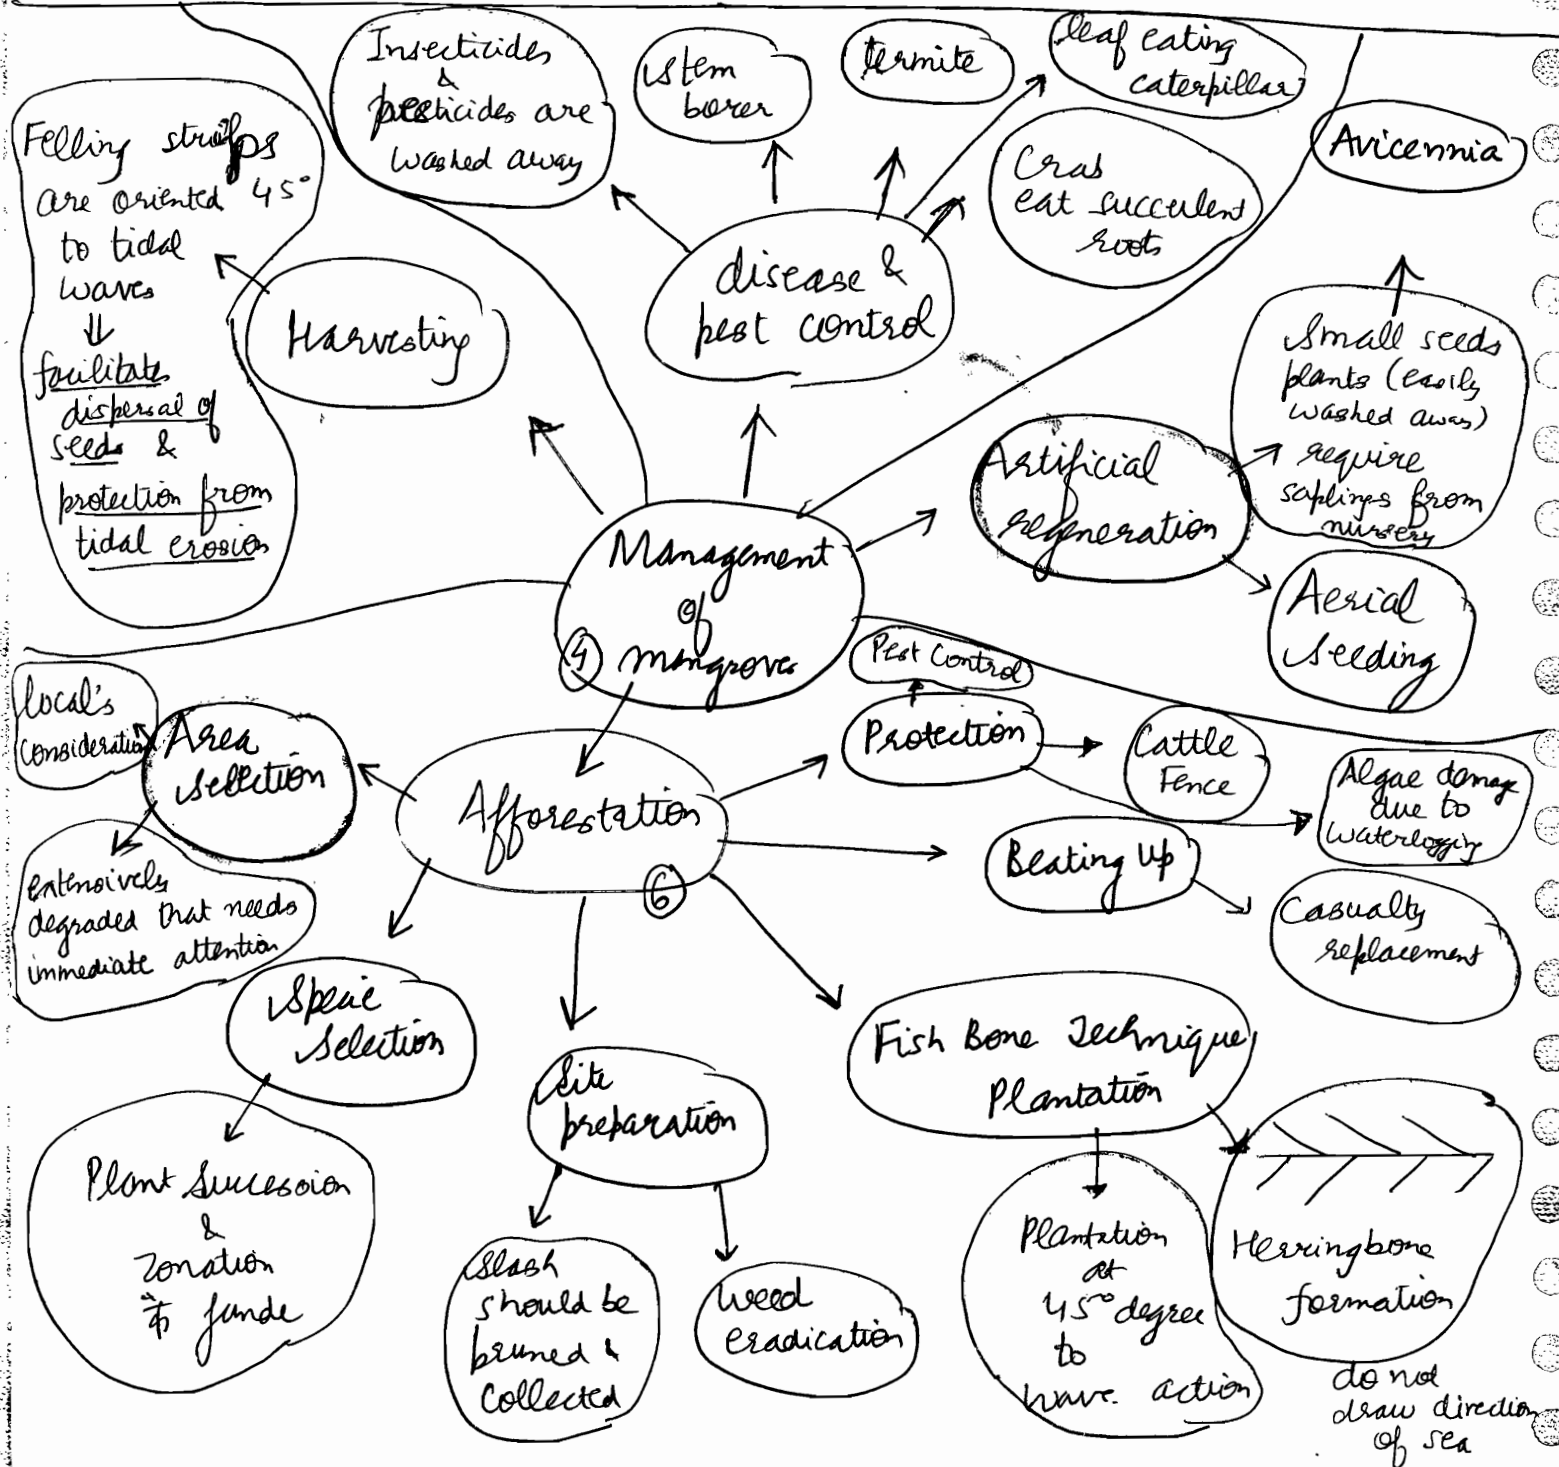 Insecticides
&
pesticides are
washed away
stem
borer
termite
leaf eating
caterpillar
Crab
eat succulent
roots
Avicennia
Felling strips
are oriented 45°
to tidal
waves
⇓
facilitates
dispersal of
seeds &
protection from
tidal erosion
Harvesting
disease &
pest control
Small seeds
plants (easily
washed away)
require
saplings from
nursery
Artificial
regeneration
Aerial
Seeding
Management
of
4 mangroves
Pest Control
Protection
Cattle
Fence
Algae damage
due to
waterlogging
local's
consideration
Area
selection
Afforestation
6
Beating Up
Casualty
replacement
extensively
degraded that needs
immediate attention
Specie
Selection
Site
preparation
Fish Bone Technique
Plantation
Plant Succession
&
Zonation
के funde
Slash
should be
bruned &
collected
weed
eradication
Plantation
at
45° degree
to
wave action
Herringbone
formation
do not
draw direction
of sea